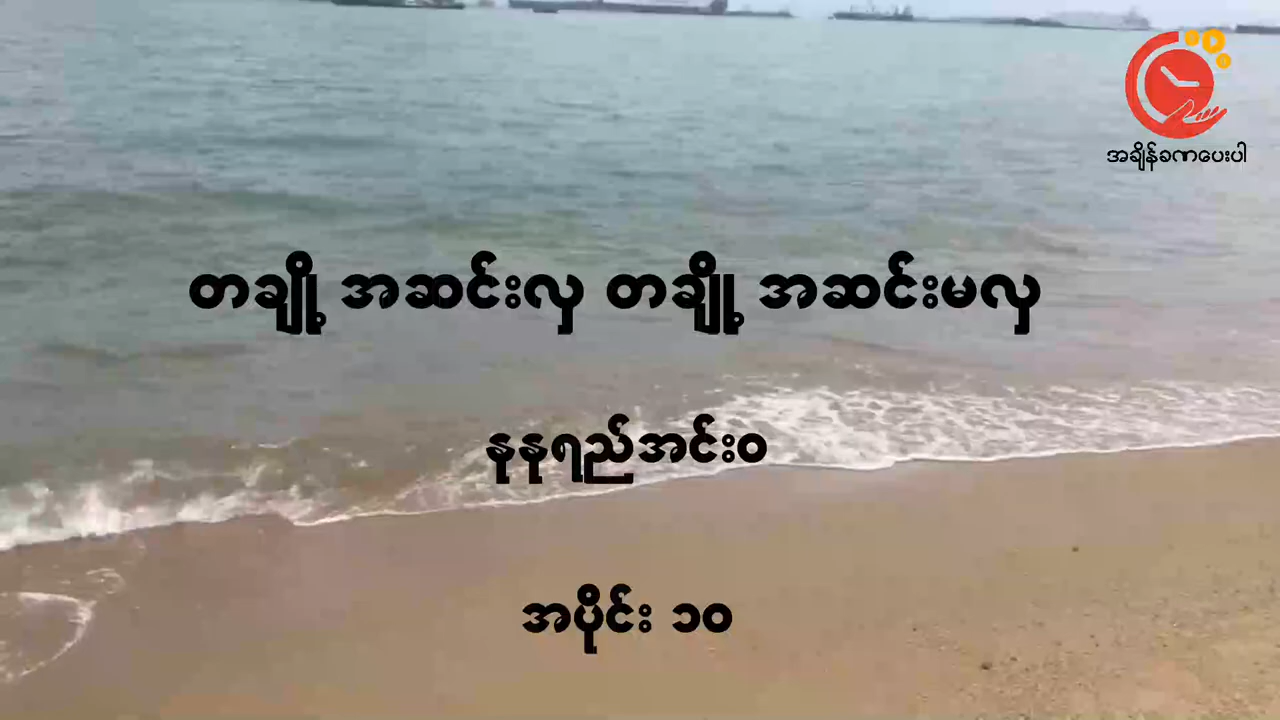 အချိန်ခဏပေးပါ
တချို့ အဆင်းလှ တချို့ အဆင်းမလှ
နုနုရည်အင်းဝ
အပိုင်း ၁၀